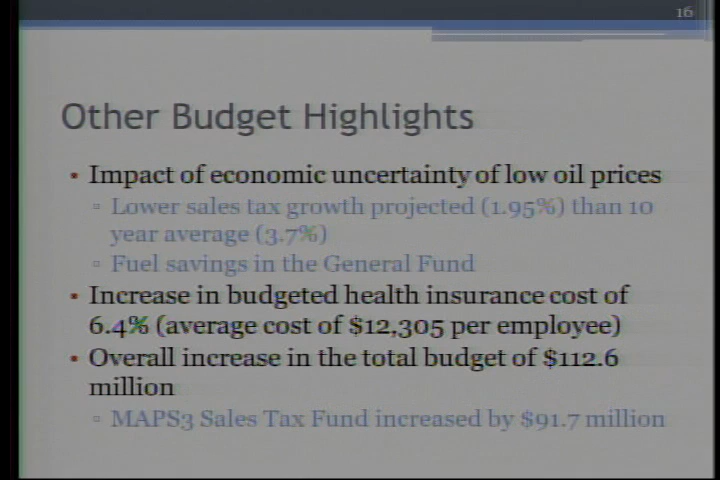 16
Other Budget Highlights
▪ Impact of economic uncertainty of low oil prices
▫ Lower sales tax growth projected (1.95%) than 10
year average (3.7%)
▫ Fuel savings in the General Fund
▪ Increase in budgeted health insurance cost of
6.4% (average cost of $12,305 per employee)
▪ Overall increase in the total budget of $112.6
million
▫ MAPS3 Sales Tax Fund increased by $91.7 million